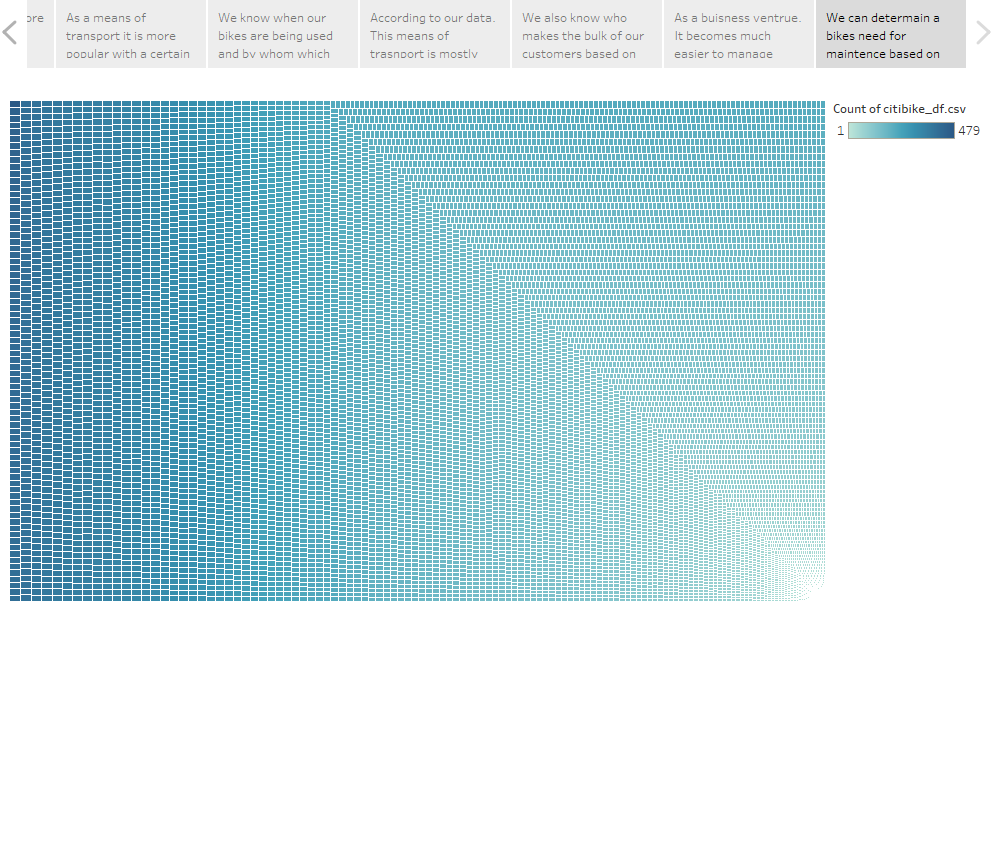 ore
As a means of
transport it is more
popular with a certain
We know when our
bikes are being used
and by whom which
According to our data.
This means of
trasnport is mostly
We also know who
makes the bulk of our
customers based on
As a buisness ventrue.
It becomes much
easier to manage
We can determain a
bikes need for
maintence based on
Count of citibike_df.csv
1 479